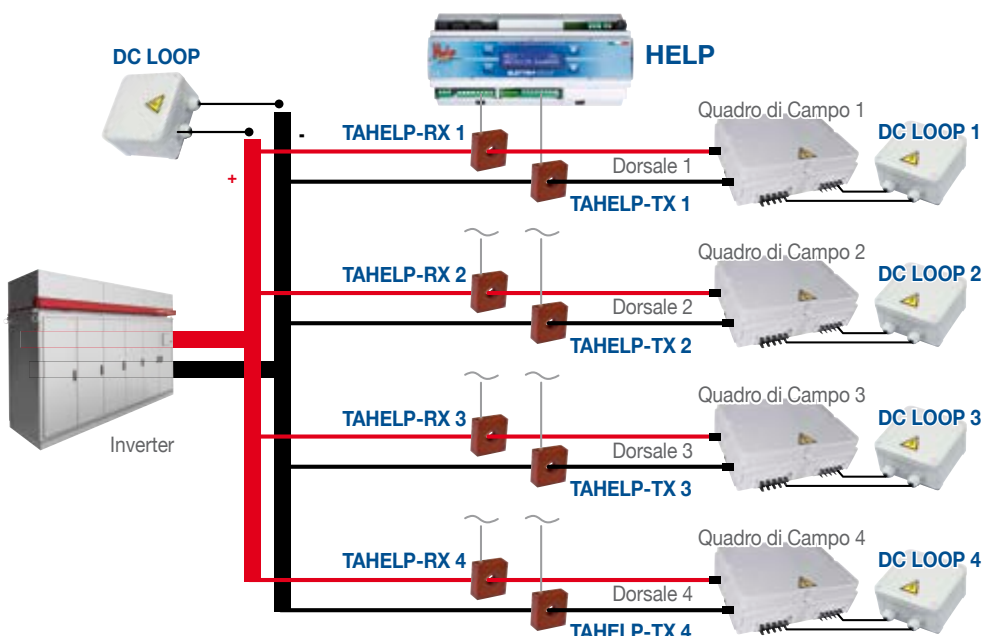 DC LOOP
HELP
Help
TAHELP-RX 1
Quadro di Campo 1
DC LOOP 1
-
+
Dorsale 1
TAHELP-TX 1
TAHELP-RX 2
Quadro di Campo 2
DC LOOP 2
Dorsale 2
TAHELP-TX 2
TAHELP-RX 3
Quadro di Campo 3
DC LOOP 3
Inverter
Dorsale 3
TAHELP-TX 3
TAHELP-RX 4
Quadro di Campo 4
DC LOOP 4
Dorsale 4
TAHELP-TX 4